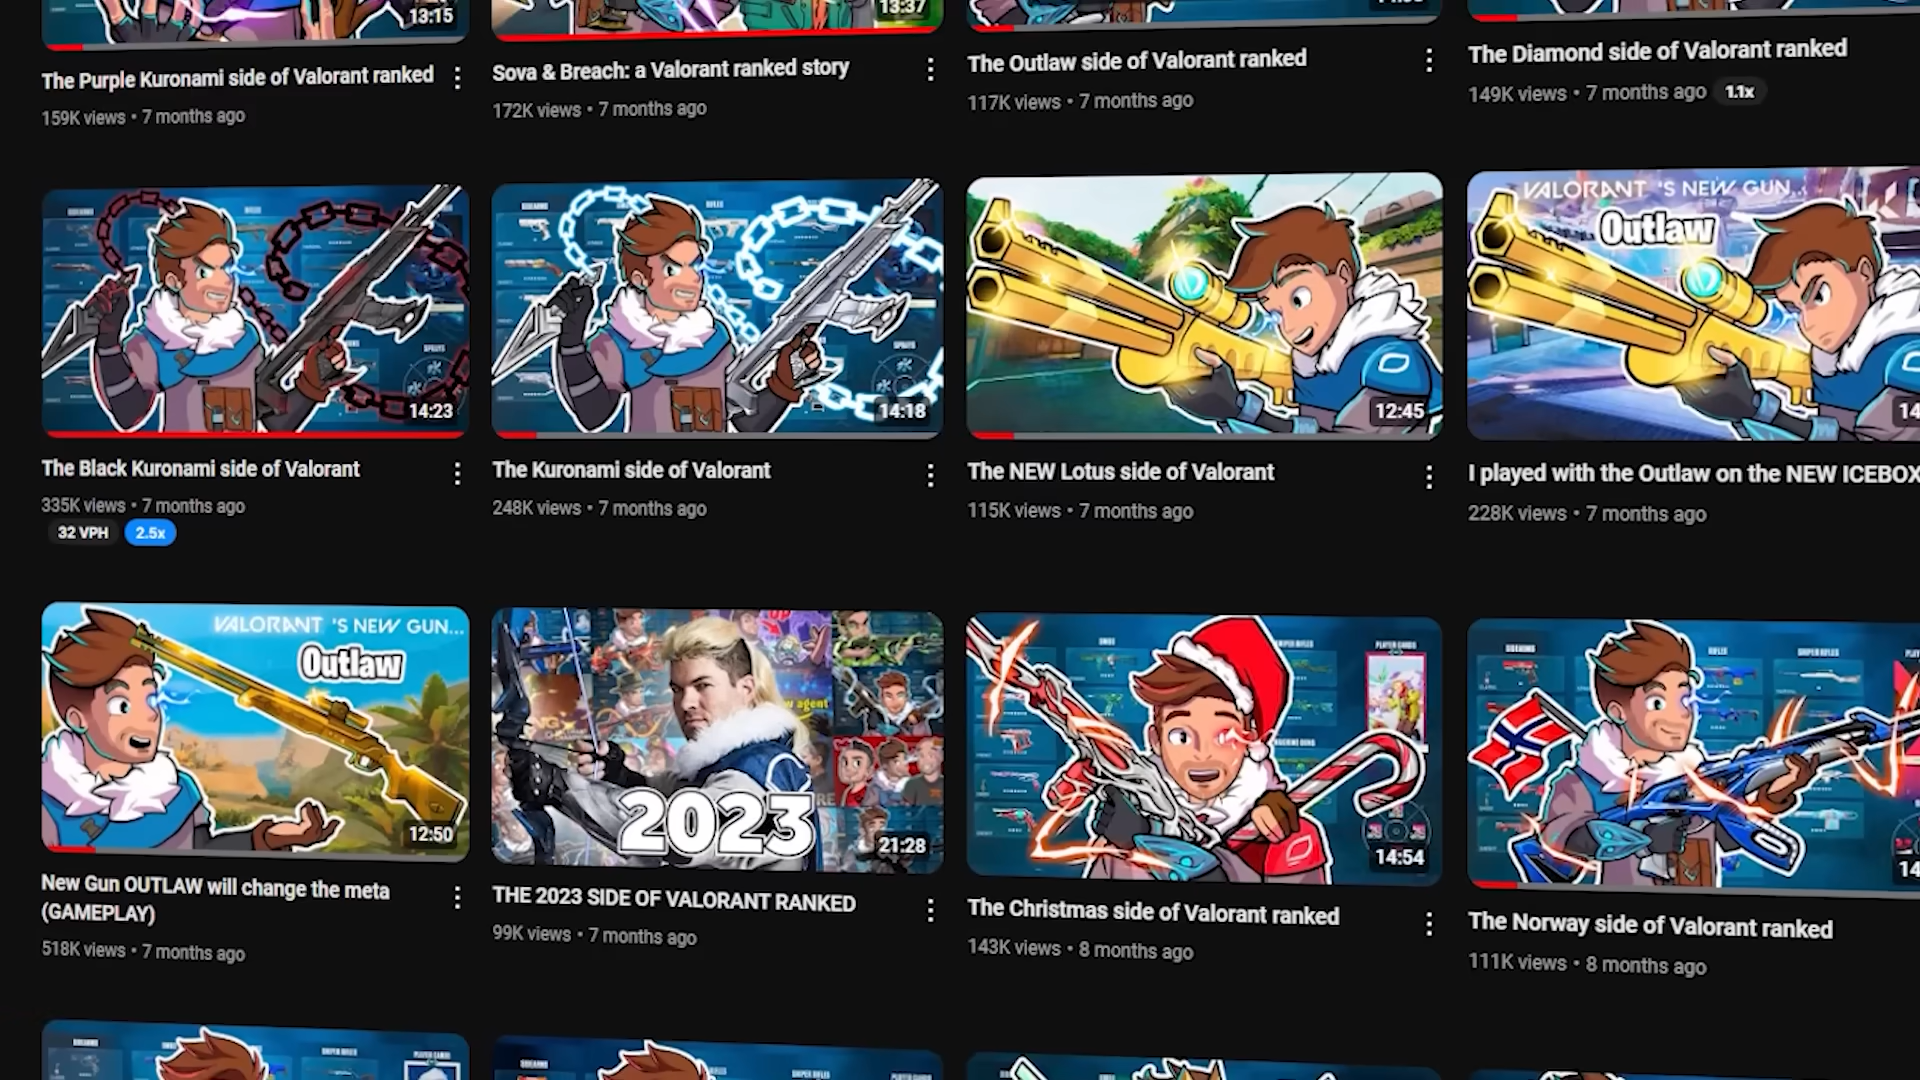 13:15
13:37
The Purple Kuronami side of Valorant ranked
159K views • 7 months ago
Sova & Breach: a Valorant ranked story
172K views • 7 months ago
The Outlaw side of Valorant ranked
117K views • 7 months ago
The Diamond side of Valorant ranked
149K views • 7 months ago 1.1x
14:23
14:18
12:45
VALORANT 'S NEW GUN...
Outlaw
14
The Black Kuronami side of Valorant
335K views • 7 months ago
32 VPH 2.5x
The Kuronami side of Valorant
248K views • 7 months ago
The NEW Lotus side of Valorant
115K views • 7 months ago
I played with the Outlaw on the NEW ICEBOX
228K views • 7 months ago
VALORANT 'S NEW GUN...
Outlaw
12:50
2023
21:28
14:54
14
New Gun OUTLAW will change the meta
(GAMEPLAY)
518K views • 7 months ago
THE 2023 SIDE OF VALORANT RANKED
99K views • 7 months ago
The Christmas side of Valorant ranked
143K views • 8 months ago
The Norway side of Valorant ranked
111K views • 8 months ago